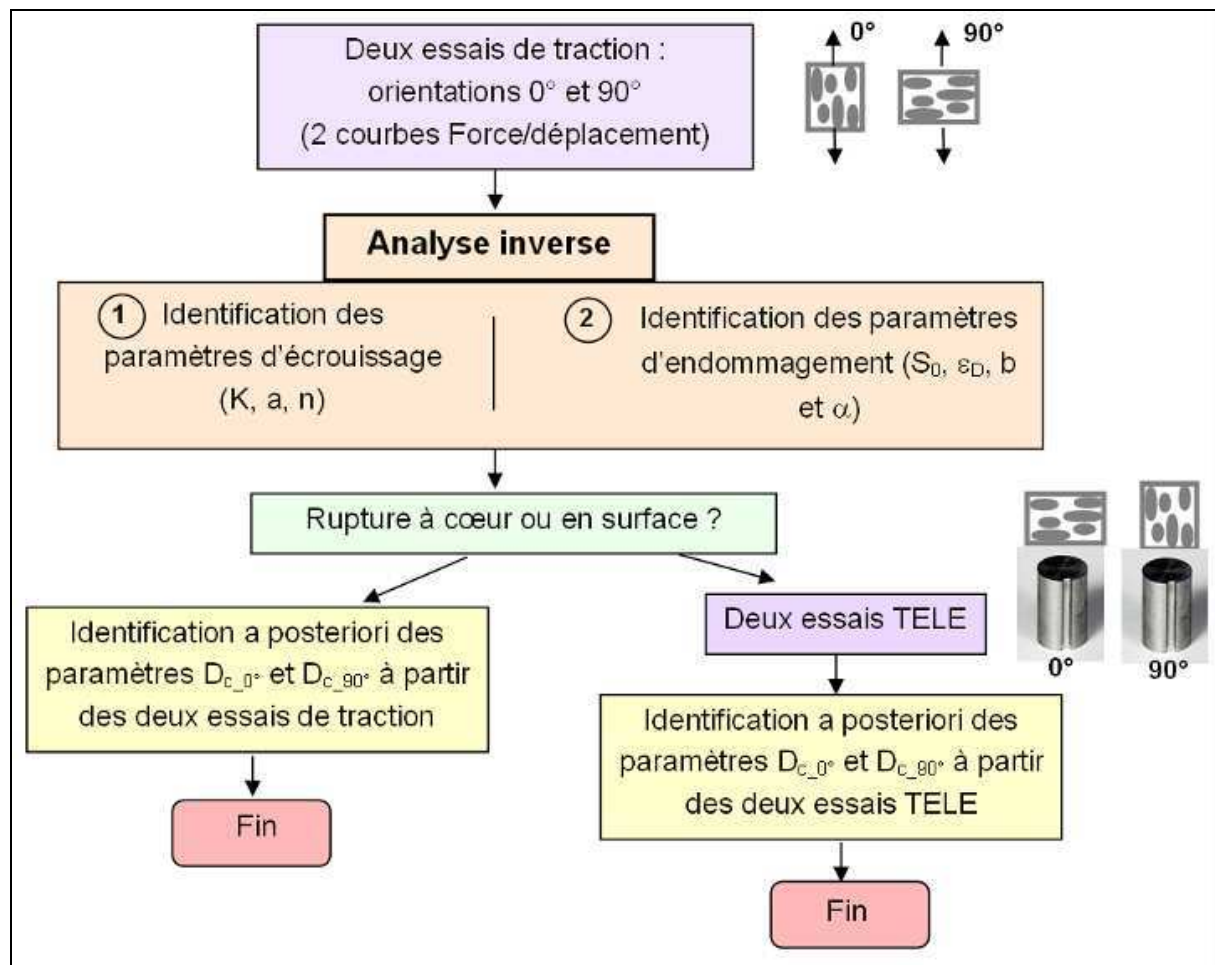 Deux essais de traction :
orientations 0° et 90°
(2 courbes Force/déplacement)
0°
90°
Analyse inverse
1 Identification des
paramètres d'écrouissage
(K, a, n)
2 Identification des paramètres
d'endommagement (S₀, εD, b
et α)
Rupture à cœur ou en surface ?
0°
90°
Identification a posteriori des
paramètres Dc_0° et Dc_90° à partir
des deux essais de traction
Fin
Deux essais TELE
Identification a posteriori des
paramètres Dc_0° et Dc_90° à partir
des deux essais TELE
Fin